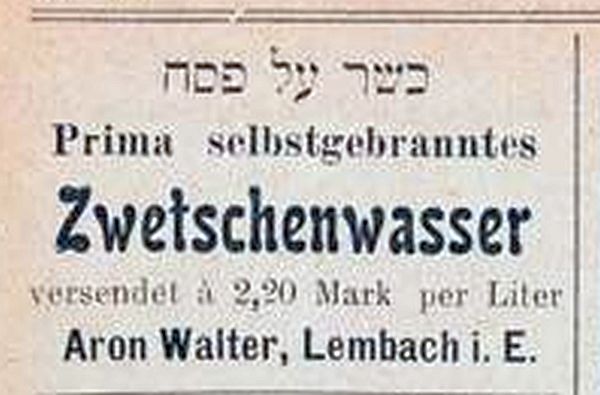 כשר על פסח
Prima selbstgebranntes
Zwetschenwasser
versendet à 2,20 Mark per Liter
Aron Walter, Lembach i. E.